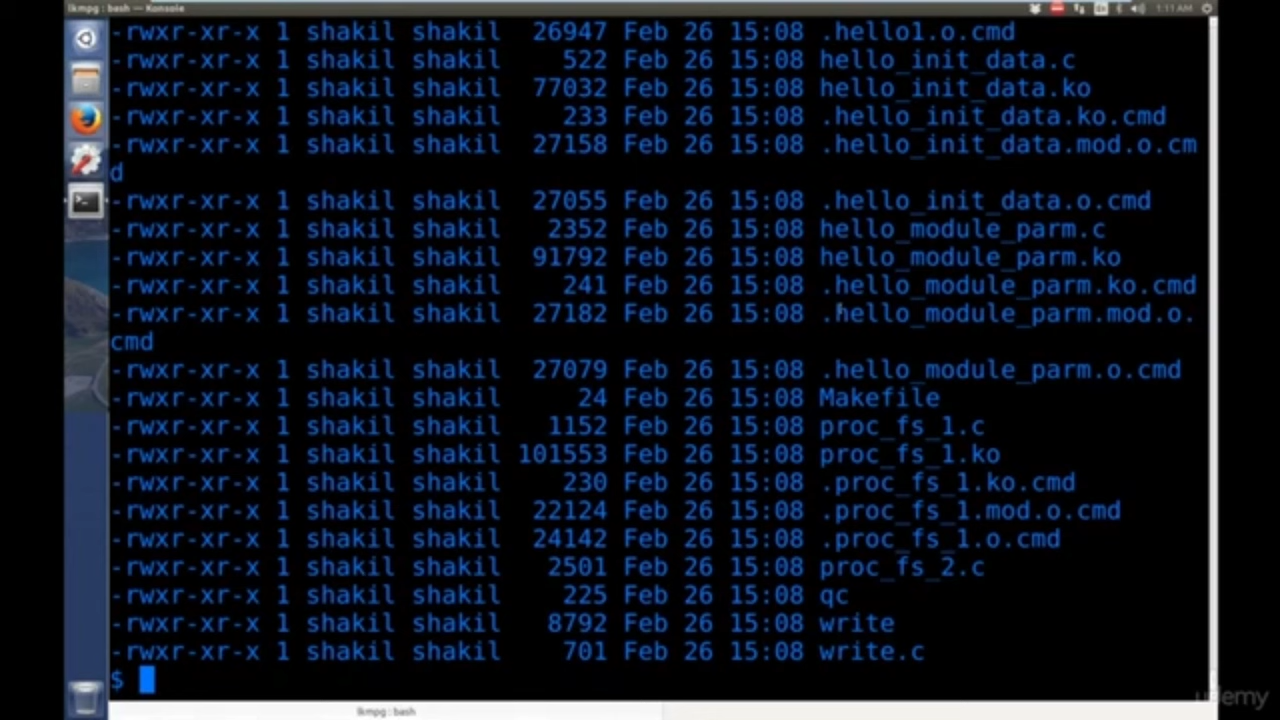 lkmpg : bash — Konsole
1:11 AM
-rwxr-xr-x 1 shakil shakil 26947 Feb 26 15:08 .hello1.o.cmd
-rwxr-xr-x 1 shakil shakil 522 Feb 26 15:08 hello_init_data.c
-rwxr-xr-x 1 shakil shakil 77032 Feb 26 15:08 hello_init_data.ko
-rwxr-xr-x 1 shakil shakil 233 Feb 26 15:08 .hello_init_data.ko.cmd
-rwxr-xr-x 1 shakil shakil 27158 Feb 26 15:08 .hello_init_data.mod.o.cm
d
-rwxr-xr-x 1 shakil shakil 27055 Feb 26 15:08 .hello_init_data.o.cmd
-rwxr-xr-x 1 shakil shakil 2352 Feb 26 15:08 hello_module_parm.c
-rwxr-xr-x 1 shakil shakil 91792 Feb 26 15:08 hello_module_parm.ko
-rwxr-xr-x 1 shakil shakil 241 Feb 26 15:08 .hello_module_parm.ko.cmd
-rwxr-xr-x 1 shakil shakil 27182 Feb 26 15:08 .hello_module_parm.mod.o.
cmd
-rwxr-xr-x 1 shakil shakil 27079 Feb 26 15:08 .hello_module_parm.o.cmd
-rwxr-xr-x 1 shakil shakil 24 Feb 26 15:08 Makefile
-rwxr-xr-x 1 shakil shakil 1152 Feb 26 15:08 proc_fs_1.c
-rwxr-xr-x 1 shakil shakil 101553 Feb 26 15:08 proc_fs_1.ko
-rwxr-xr-x 1 shakil shakil 230 Feb 26 15:08 .proc_fs_1.ko.cmd
-rwxr-xr-x 1 shakil shakil 22124 Feb 26 15:08 .proc_fs_1.mod.o.cmd
-rwxr-xr-x 1 shakil shakil 24142 Feb 26 15:08 .proc_fs_1.o.cmd
-rwxr-xr-x 1 shakil shakil 2501 Feb 26 15:08 proc_fs_2.c
-rwxr-xr-x 1 shakil shakil 225 Feb 26 15:08 qc
-rwxr-xr-x 1 shakil shakil 8792 Feb 26 15:08 write
-rwxr-xr-x 1 shakil shakil 701 Feb 26 15:08 write.c
$
udemy
lkmpg : bash